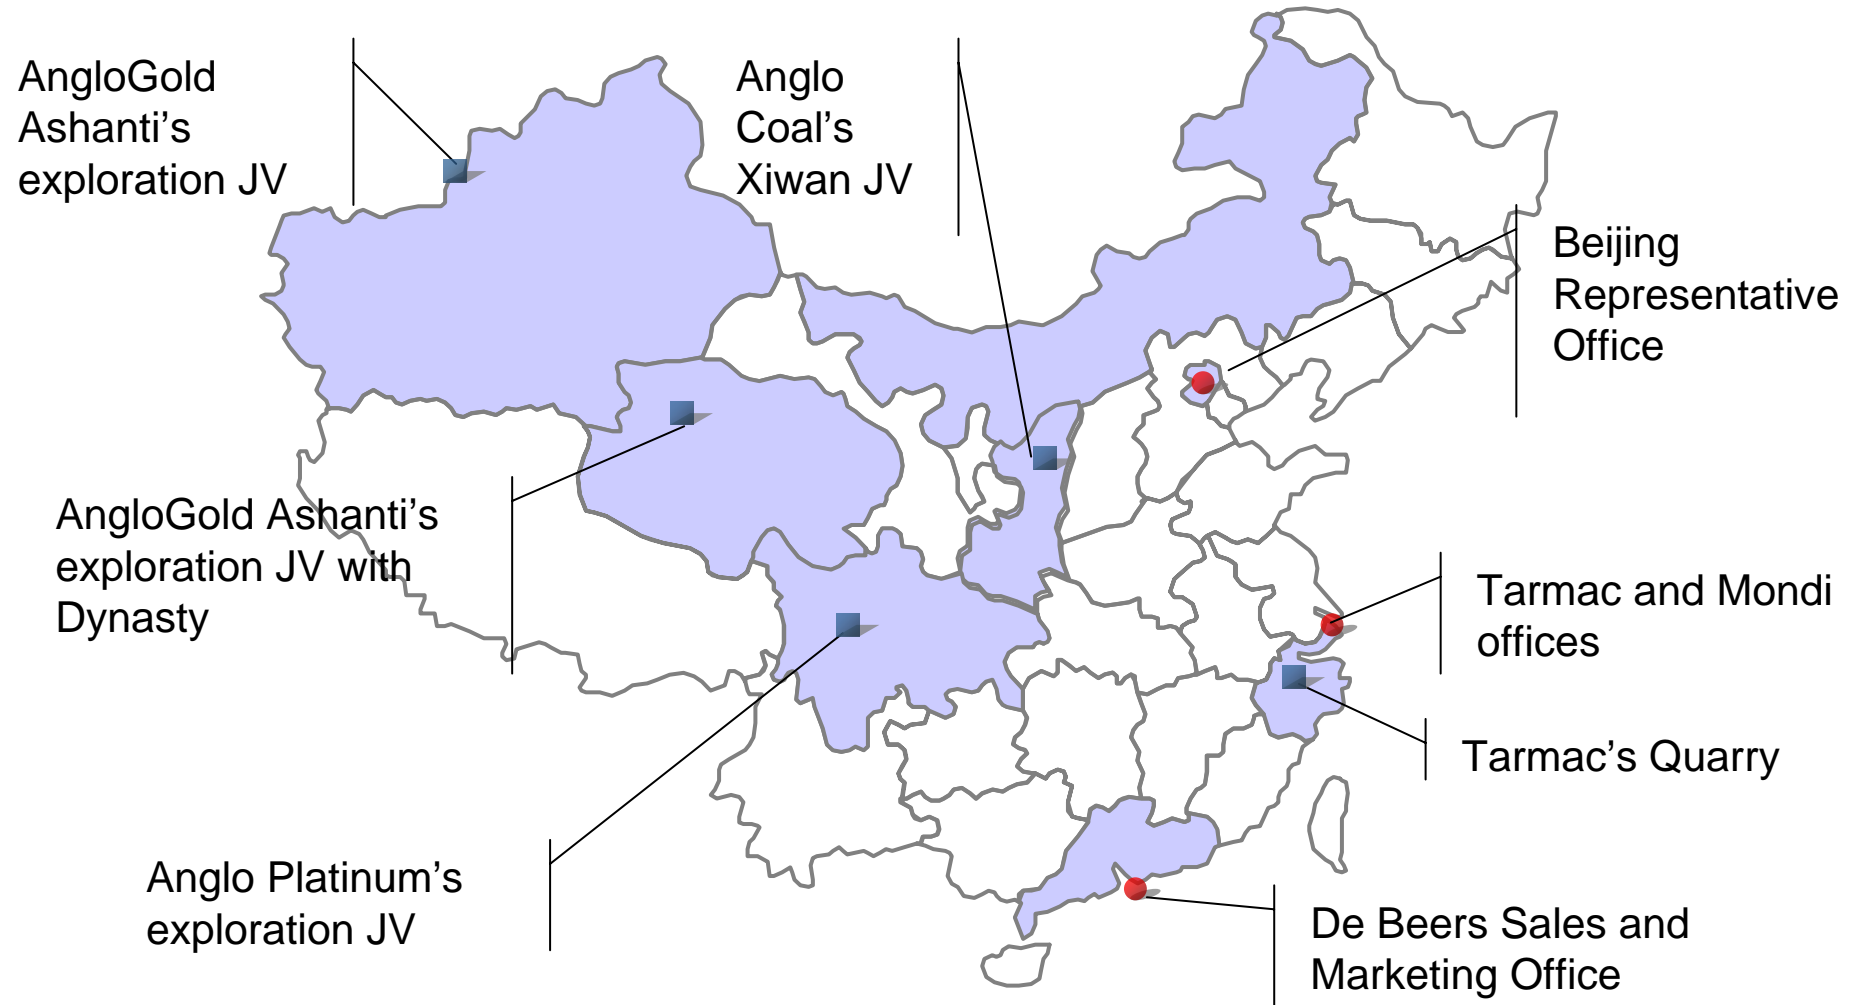 AngloGold
Ashanti’s
exploration JV
Anglo
Coal’s
Xiwan JV
Beijing
Representative
Office
AngloGold Ashanti’s
exploration JV with
Dynasty
Tarmac and Mondi
offices
Tarmac’s Quarry
Anglo Platinum’s
exploration JV
De Beers Sales and
Marketing Office